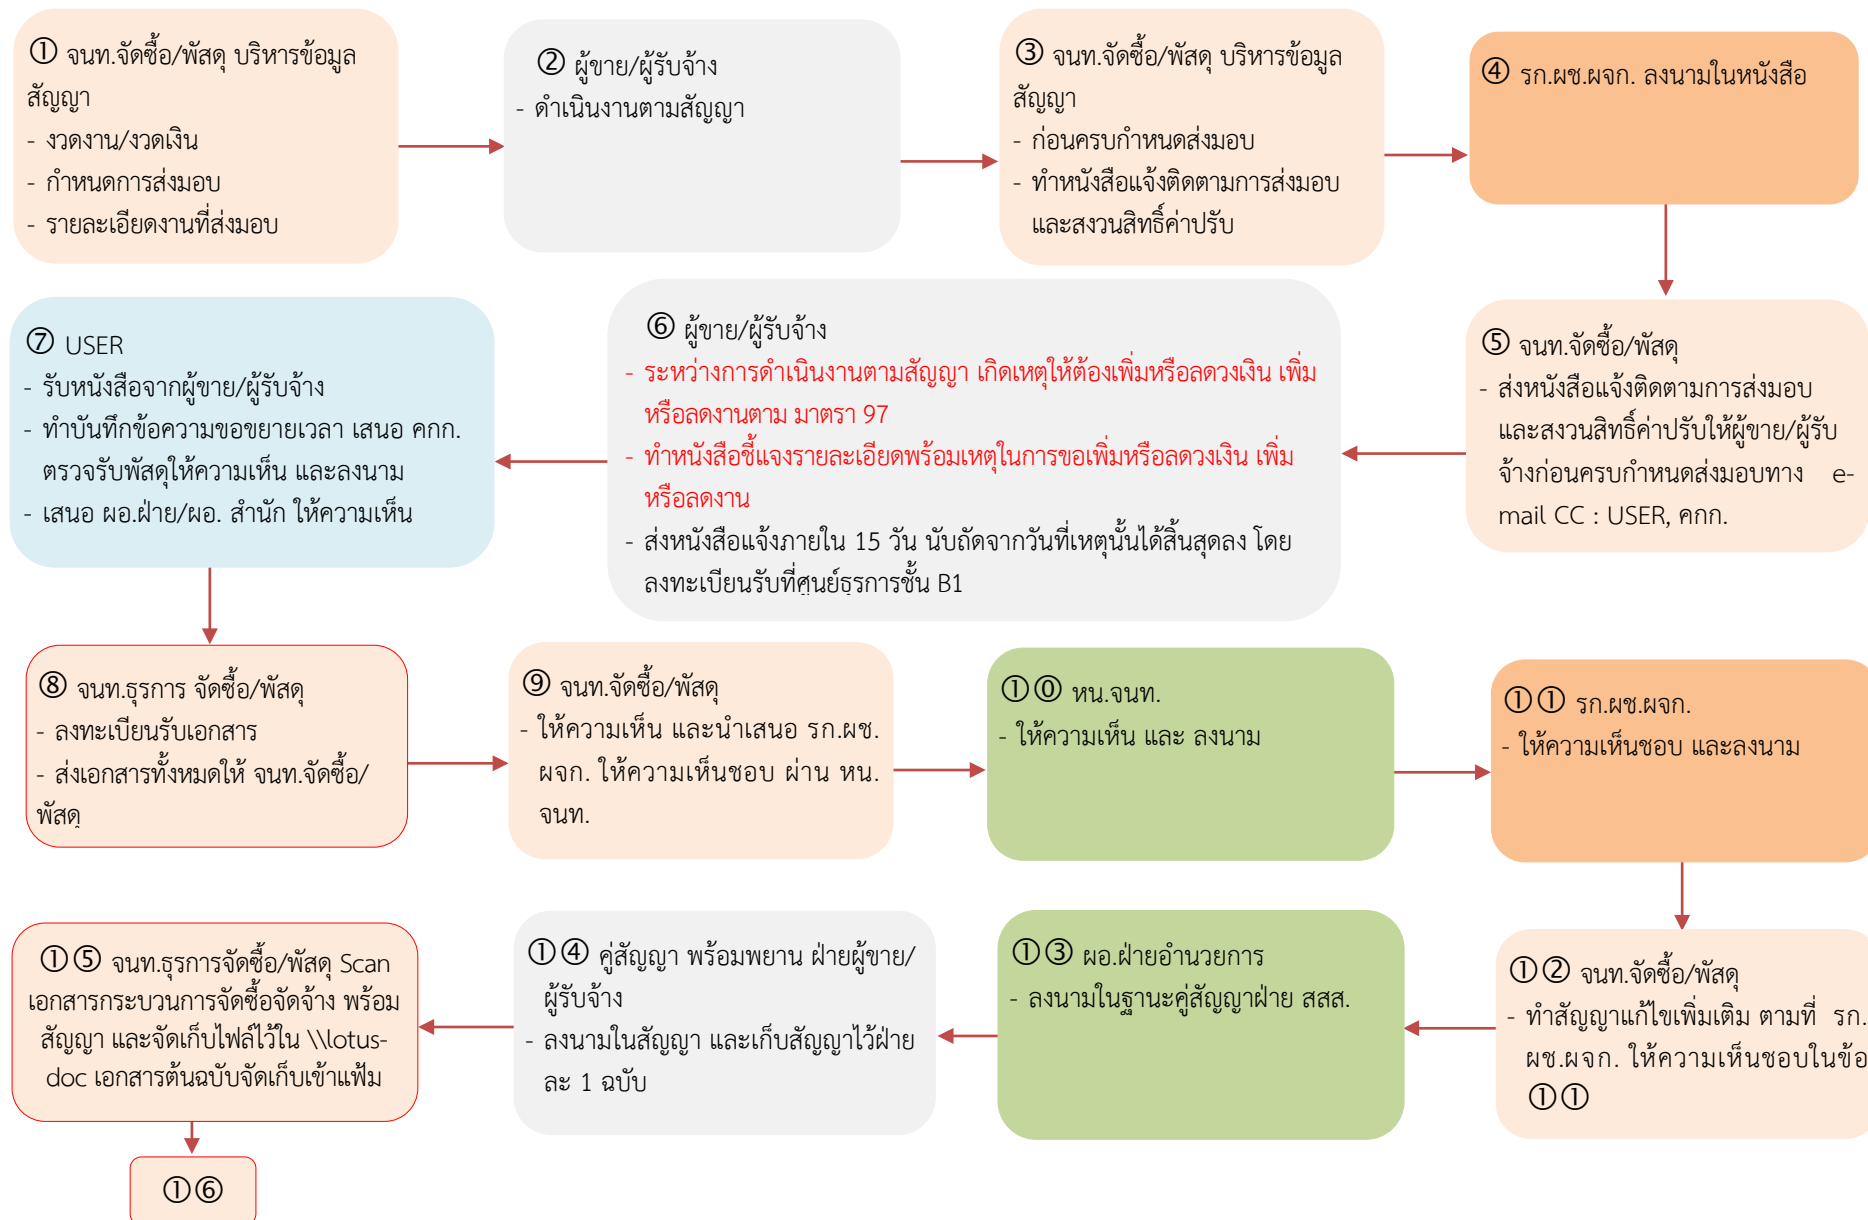 ① จนท.จัดซื้อ/พัสดุ บริหารข้อมูล
สัญญา
- งวดงาน/งวดเงิน
- กำหนดการส่งมอบ
- รายละเอียดงานที่ส่งมอบ
② ผู้ขาย/ผู้รับจ้าง
- ดำเนินงานตามสัญญา
③ จนท.จัดซื้อ/พัสดุ บริหารข้อมูล
สัญญา
- ก่อนครบกำหนดส่งมอบ
- ทำหนังสือแจ้งติดตามการส่งมอบ
และสงวนสิทธิ์ค่าปรับ
④ รก.ผช.ผจก. ลงนามในหนังสือ
⑤ จนท.จัดซื้อ/พัสดุ
- ส่งหนังสือแจ้งติดตามการส่งมอบ
และสงวนสิทธิ์ค่าปรับให้ผู้ขาย/ผู้รับ
จ้างก่อนครบกำหนดส่งมอบทาง e-
mail CC : USER, คกก.
⑥ ผู้ขาย/ผู้รับจ้าง
- ระหว่างการดำเนินงานตามสัญญา เกิดเหตุให้ต้องเพิ่มหรือลดวงเงิน เพิ่ม
หรือลดงานตาม มาตรา 97
- ทำหนังสือชี้แจงรายละเอียดพร้อมเหตุในการขอเพิ่มหรือลดวงเงิน เพิ่ม
หรือลดงาน
- ส่งหนังสือแจ้งภายใน 15 วัน นับถัดจากวันที่เหตุนั้นได้สิ้นสุดลง โดย
ลงทะเบียนรับที่ศูนย์ธุรการชั้น B1
⑦ USER
- รับหนังสือจากผู้ขาย/ผู้รับจ้าง
- ทำบันทึกข้อความขอขยายเวลา เสนอ คกก.
ตรวจรับพัสดุให้ความเห็น และลงนาม
- เสนอ ผอ.ฝ่าย/ผอ. สำนัก ให้ความเห็น
⑧ จนท.ธุรการ จัดซื้อ/พัสดุ
- ลงทะเบียนรับเอกสาร
- ส่งเอกสารทั้งหมดให้ จนท.จัดซื้อ/
พัสดุ
⑨ จนท.จัดซื้อ/พัสดุ
- ให้ความเห็น และนำเสนอ รก.ผช.
ผจก. ให้ความเห็นชอบ ผ่าน หน.
จนท.
①⓪ หน.จนท.
- ให้ความเห็น และ ลงนาม
①① รก.ผช.ผจก.
- ให้ความเห็นชอบ และลงนาม
①② จนท.จัดซื้อ/พัสดุ
- ทำสัญญาแก้ไขเพิ่มเติม ตามที่ รก.
ผช.ผจก. ให้ความเห็นชอบในข้อ
①①
①③ ผอ.ฝ่ายอำนวยการ
- ลงนามในฐานะคู่สัญญาฝ่าย สสส.
①④ คู่สัญญา พร้อมพยาน ฝ่ายผู้ขาย/
ผู้รับจ้าง
- ลงนามในสัญญา และเก็บสัญญาไว้ฝ่าย
ละ 1 ฉบับ
①⑤ จนท.ธุรการจัดซื้อ/พัสดุ Scan
เอกสารกระบวนการจัดซื้อจัดจ้าง พร้อม
สัญญา และจัดเก็บไฟล์ไว้ใน \\lotus-
doc เอกสารต้นฉบับจัดเก็บเข้าแฟ้ม
①⑥